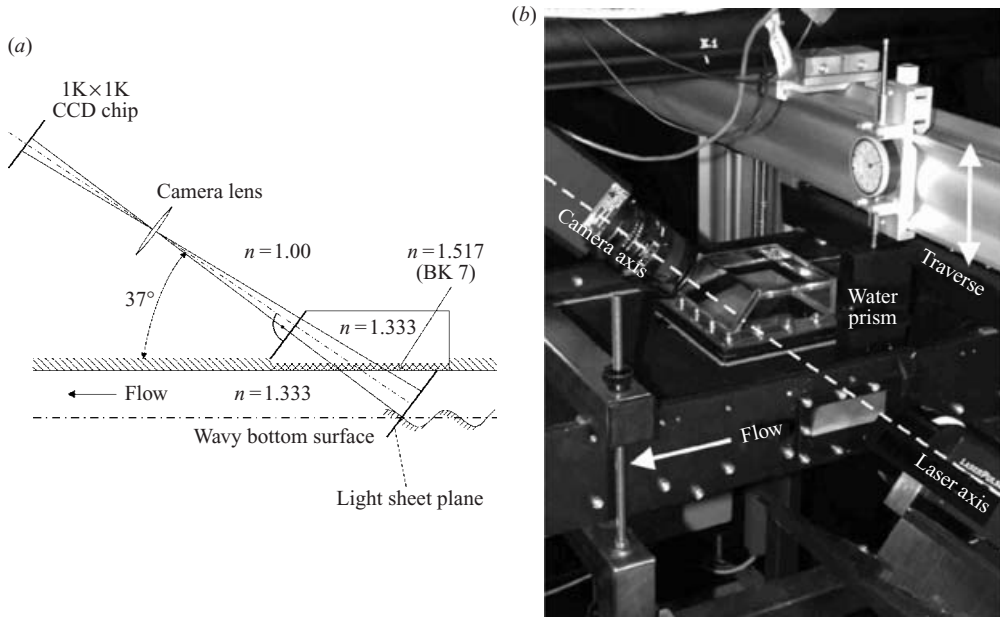 (a)
1K×1K
CCD chip
Camera lens
n = 1.00
n = 1.517
(BK 7)
37°
n = 1.333
Flow
n = 1.333
Wavy bottom surface
Light sheet plane
(b)
Camera axis
Traverse
Water
prism
Flow
Laser axis